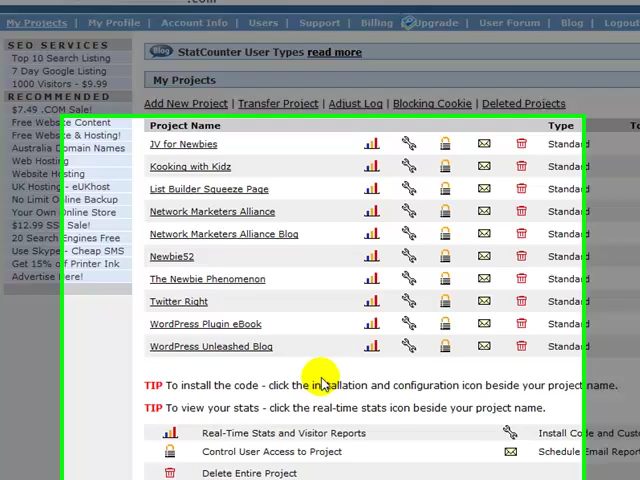 My Projects | My Profile | Account Info | Users | Support | Billing | Upgrade | User Forum | Blog | Logout
SEO SERVICES
Top 10 Search Listing
7 Day Google Listing
1000 Visitors - $9.99
RECOMMENDED
$7.49 .COM Sale!
Free Website Content
Free Website & Hosting!
Australia Domain Names
Web Hosting
Website Hosting
UK Hosting - eUKhost
No Limit Online Backup
Your Own Online Store
$12.99 SSL Sale!
20 Search Engines Free
Use Skype - Cheap SMS
Get 15% off Printer Ink
Advertise Here!
Blog StatCounter User Types read more
My Projects
Add New Project | Transfer Project | Adjust Log | Blocking Cookie | Deleted Projects
Project Name Type To
JV for Newbies Standard
Kooking with Kidz Standard
List Builder Squeeze Page Standard
Network Marketers Alliance Standard
Network Marketers Alliance Blog Standard
Newbie52 Standard
The Newbie Phenomenon Standard
Twitter Right Standard
WordPress Plugin eBook Standard
WordPress Unleashed Blog Standard
TIP To install the code - click the installation and configuration icon beside your project name.
TIP To view your stats - click the real-time stats icon beside your project name.
Real-Time Stats and Visitor Reports Install Code and Custo
Control User Access to Project Schedule Email Report
Delete Entire Project